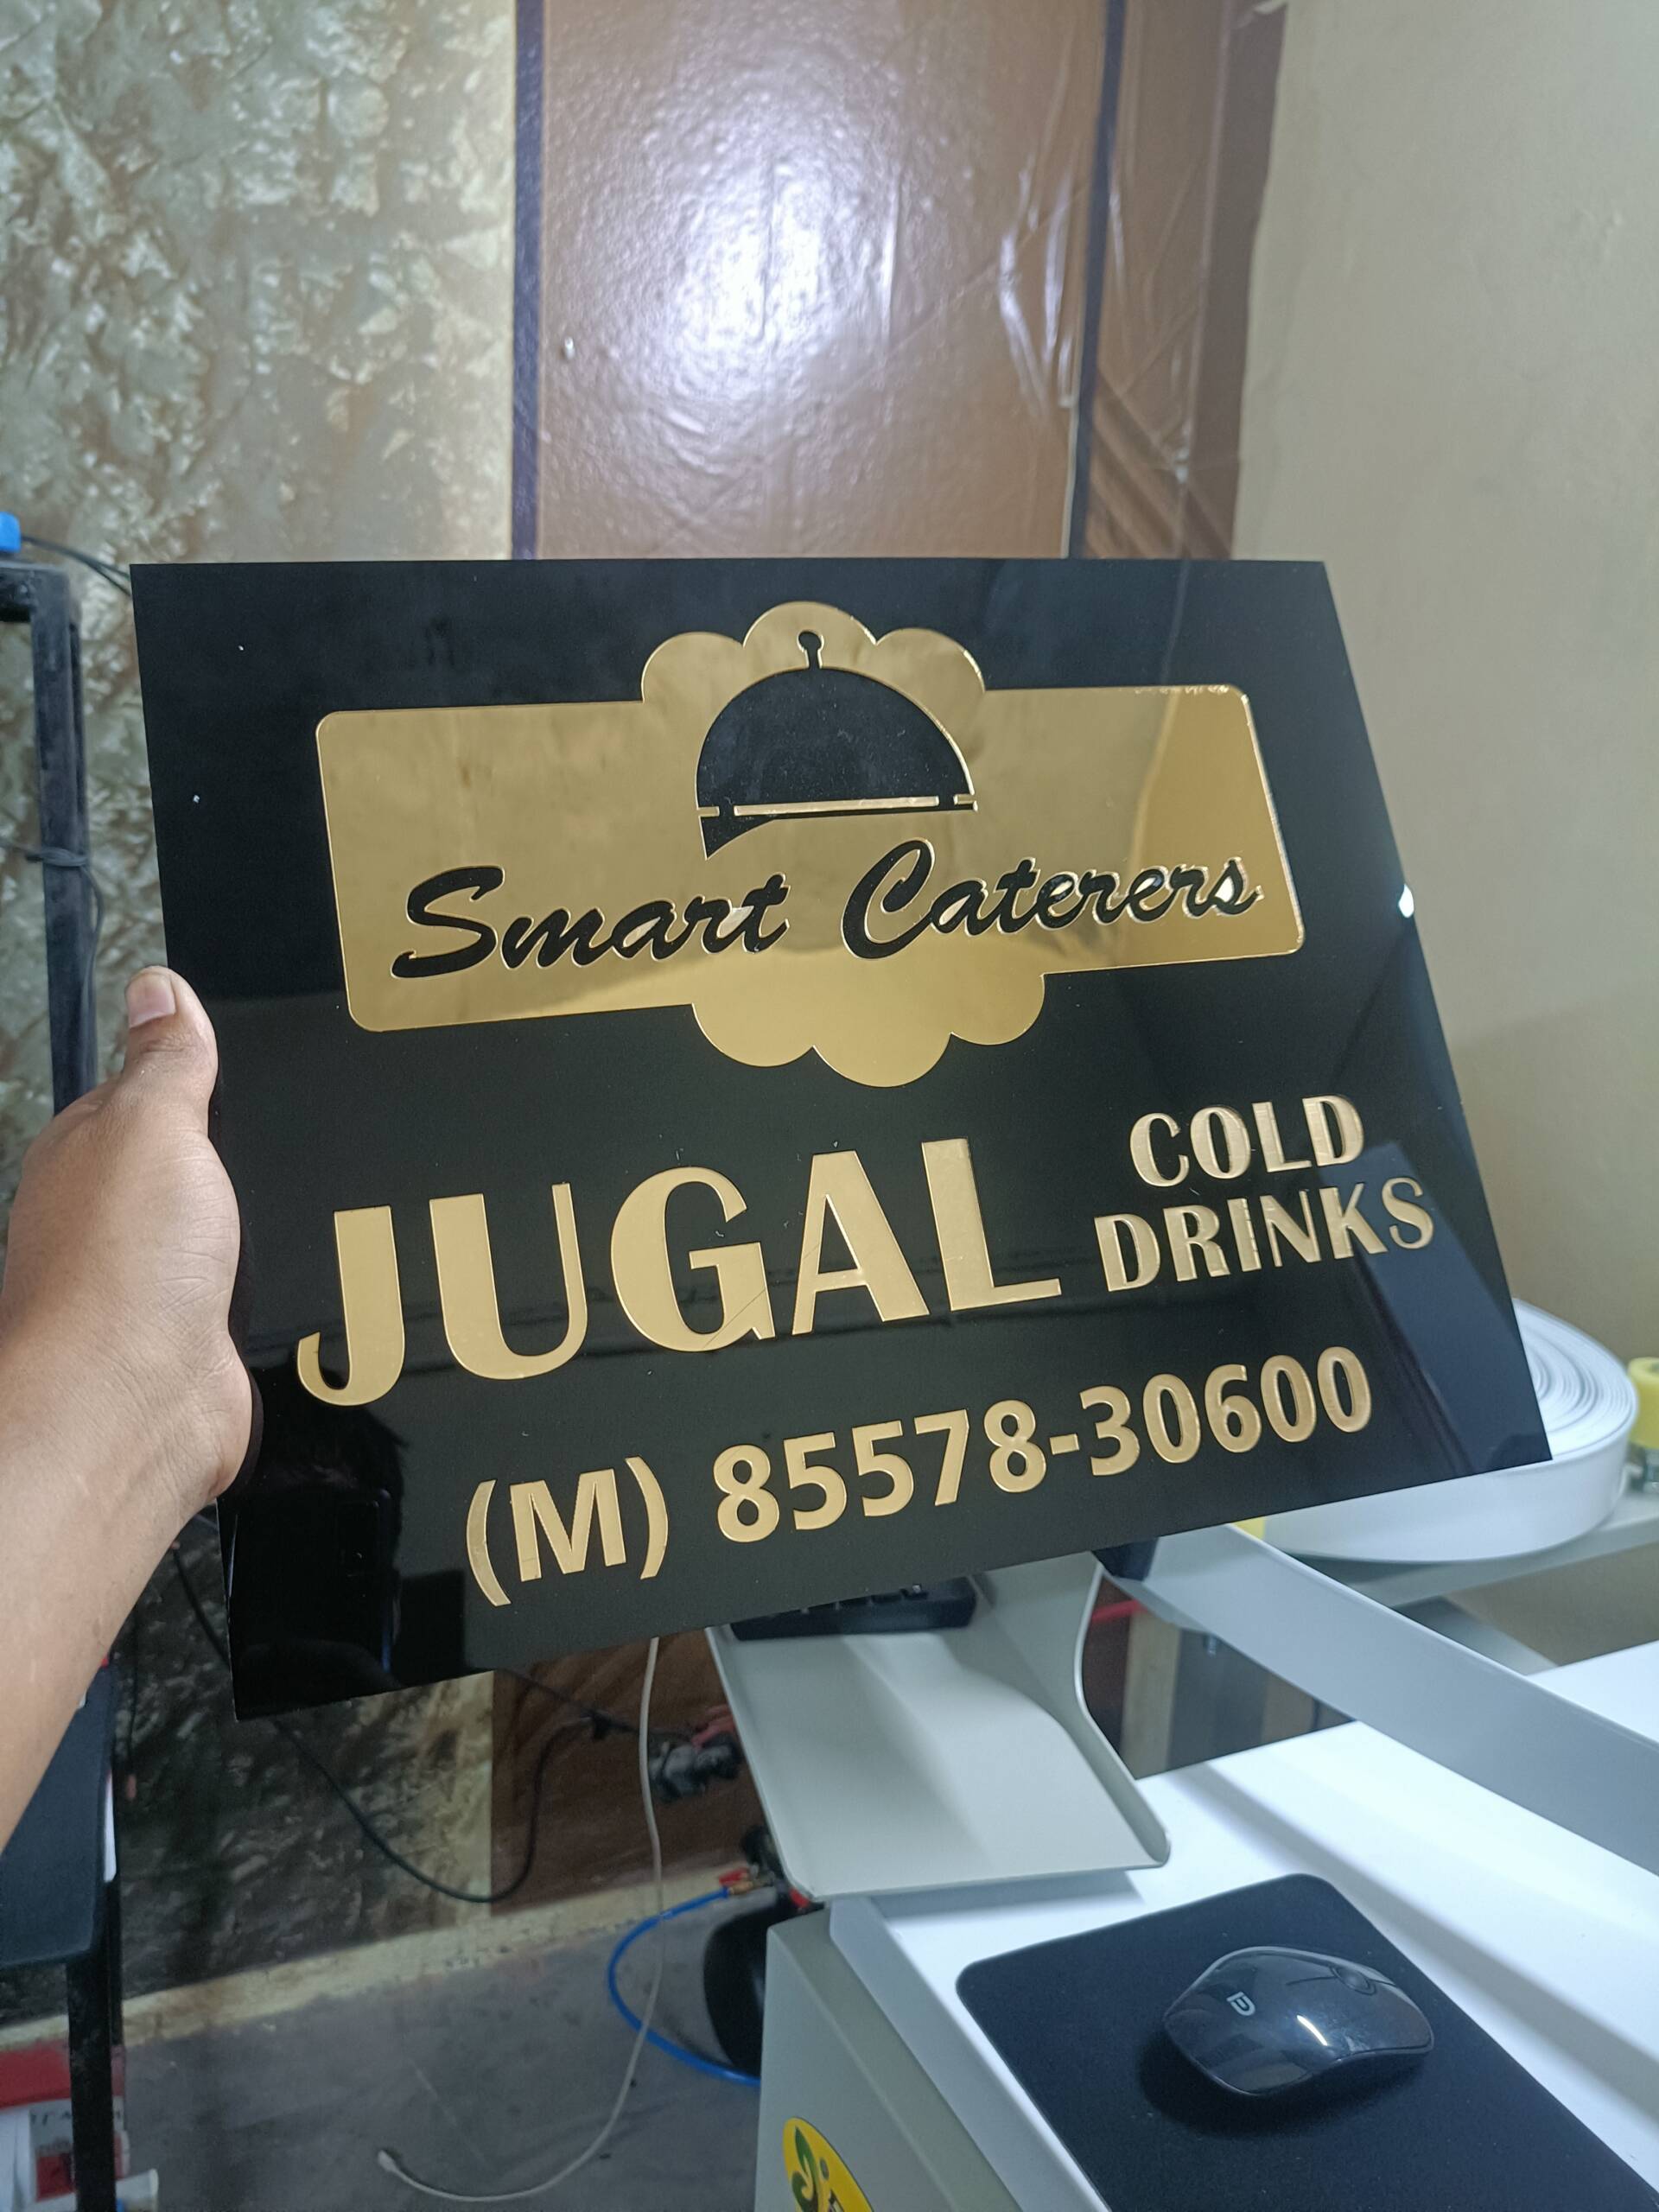 Smart Caterers
JUGAL COLD DRINKS
(M) 85578-30600